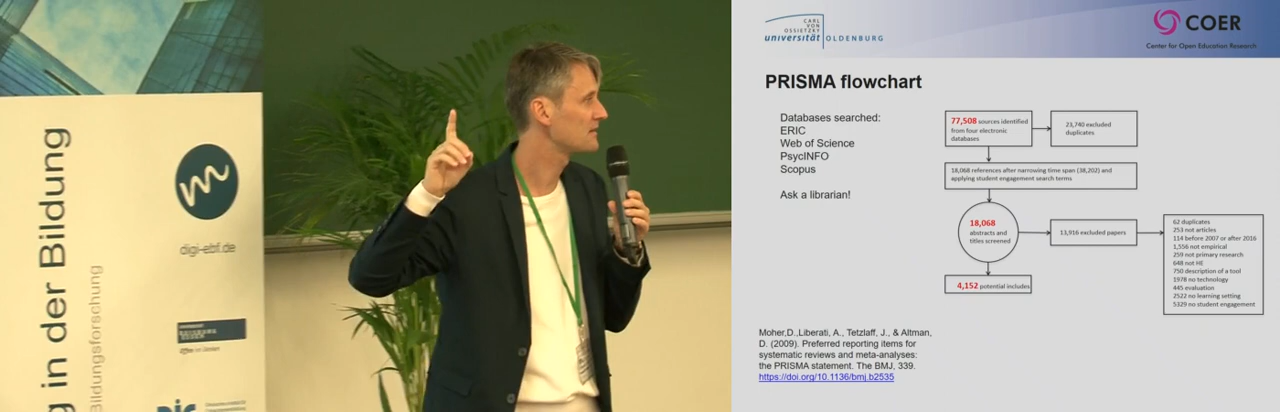 g in der Bildung
Bildungsforschung
digi-ebf.de
CARL
VON
OSSIETZKY
universität OLDENBURG
COER
Center for Open Education Research
PRISMA flowchart
Databases searched:
ERIC
Web of Science
PsycINFO
Scopus
Ask a librarian!
77,508 sources identified
from four electronic
databases
23,740 excluded
duplicates
18,068 references after narrowing time span (38,202) and
applying student engagement search terms
18,068
abstracts and
titles screened
13,916 excluded papers
62 duplicates
253 not articles
114 before 2007 or after 2016
1,556 not empirical
259 not primary research
648 not HE
750 description of a tool
1978 no technology
445 evaluation
2522 no learning setting
5329 no student engagement
4,152 potential includes
Moher,D.,Liberati, A., Tetzlaff, J., & Altman,
D. (2009). Preferred reporting items for
systematic reviews and meta-analyses:
the PRISMA statement. The BMJ, 339.
https://doi.org/10.1136/bmj.b2535